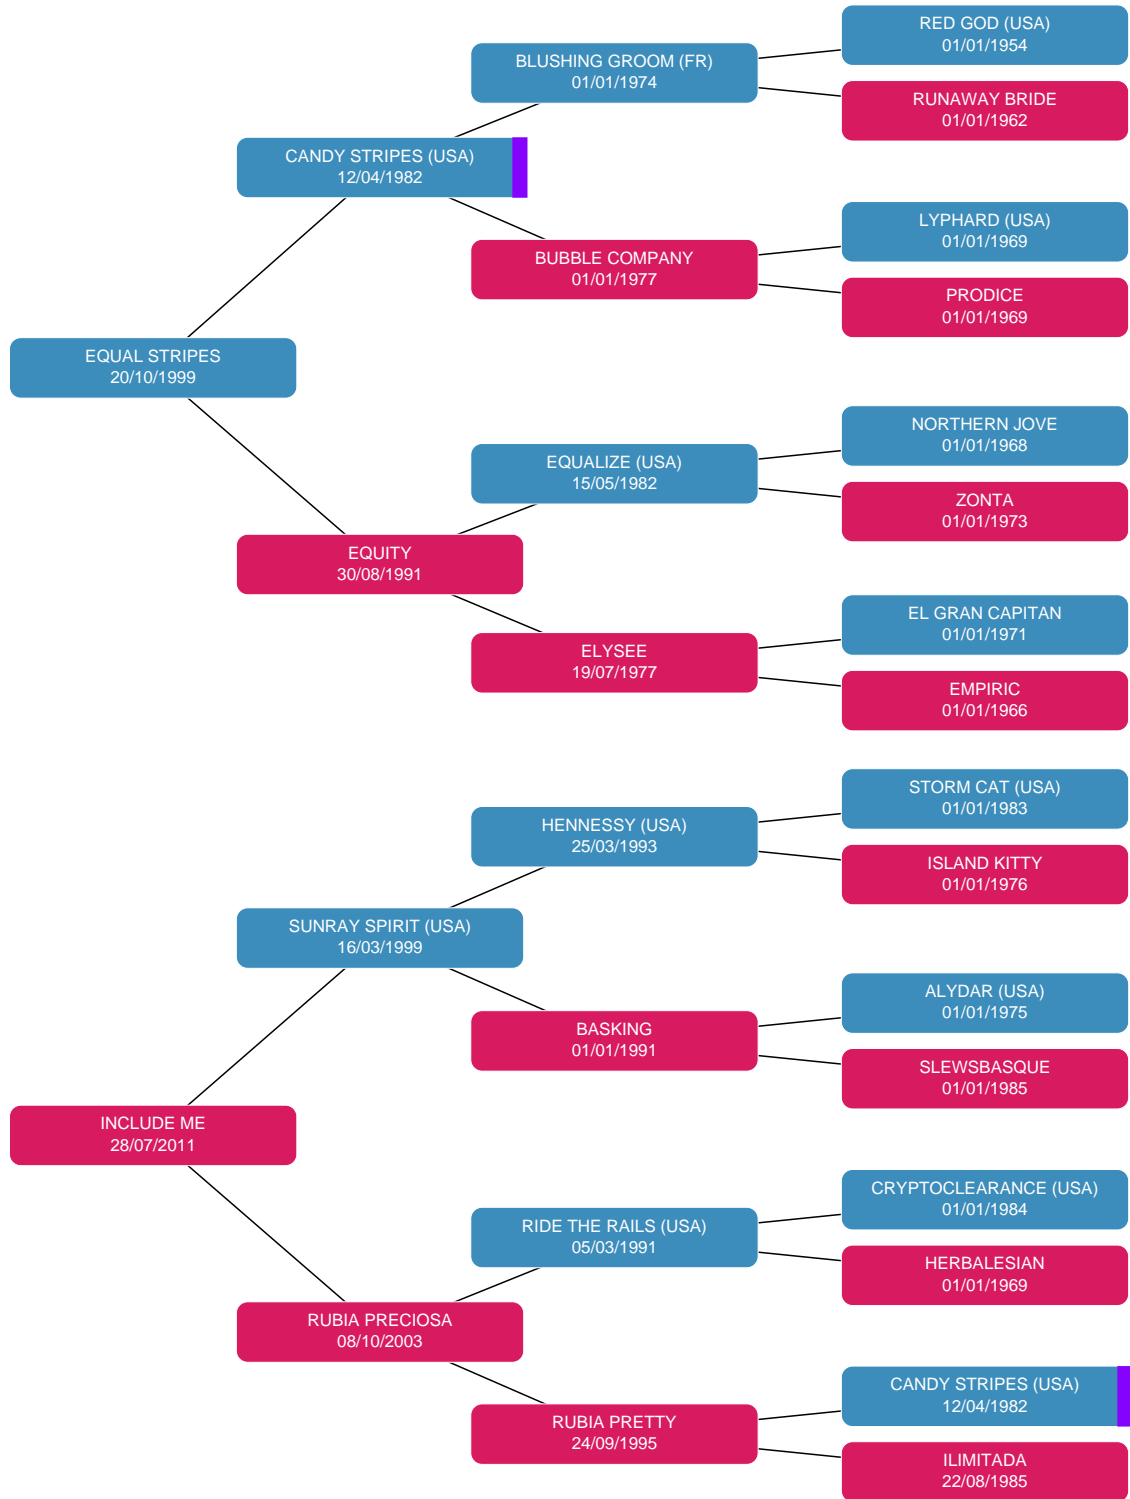 RED GOD (USA)
01/01/1954
BLUSHING GROOM (FR)
01/01/1974
RUNAWAY BRIDE
01/01/1962
CANDY STRIPES (USA)
12/04/1982
LYPHARD (USA)
01/01/1969
BUBBLE COMPANY
01/01/1977
PRODICE
01/01/1969
EQUAL STRIPES
20/10/1999
NORTHERN JOVE
01/01/1968
EQUALIZE (USA)
15/05/1982
ZONTA
01/01/1973
EQUITY
30/08/1991
EL GRAN CAPITAN
01/01/1971
ELYSEE
19/07/1977
EMPIRIC
01/01/1966
STORM CAT (USA)
01/01/1983
HENNESSY (USA)
25/03/1993
ISLAND KITTY
01/01/1976
SUNRAY SPIRIT (USA)
16/03/1999
ALYDAR (USA)
01/01/1975
BASKING
01/01/1991
SLEWSBASQUE
01/01/1985
INCLUDE ME
28/07/2011
CRYPTOCLEARANCE (USA)
01/01/1984
RIDE THE RAILS (USA)
05/03/1991
HERBALESIAN
01/01/1969
RUBIA PRECIOSA
08/10/2003
CANDY STRIPES (USA)
12/04/1982
RUBIA PRETTY
24/09/1995
ILIMITADA
22/08/1985